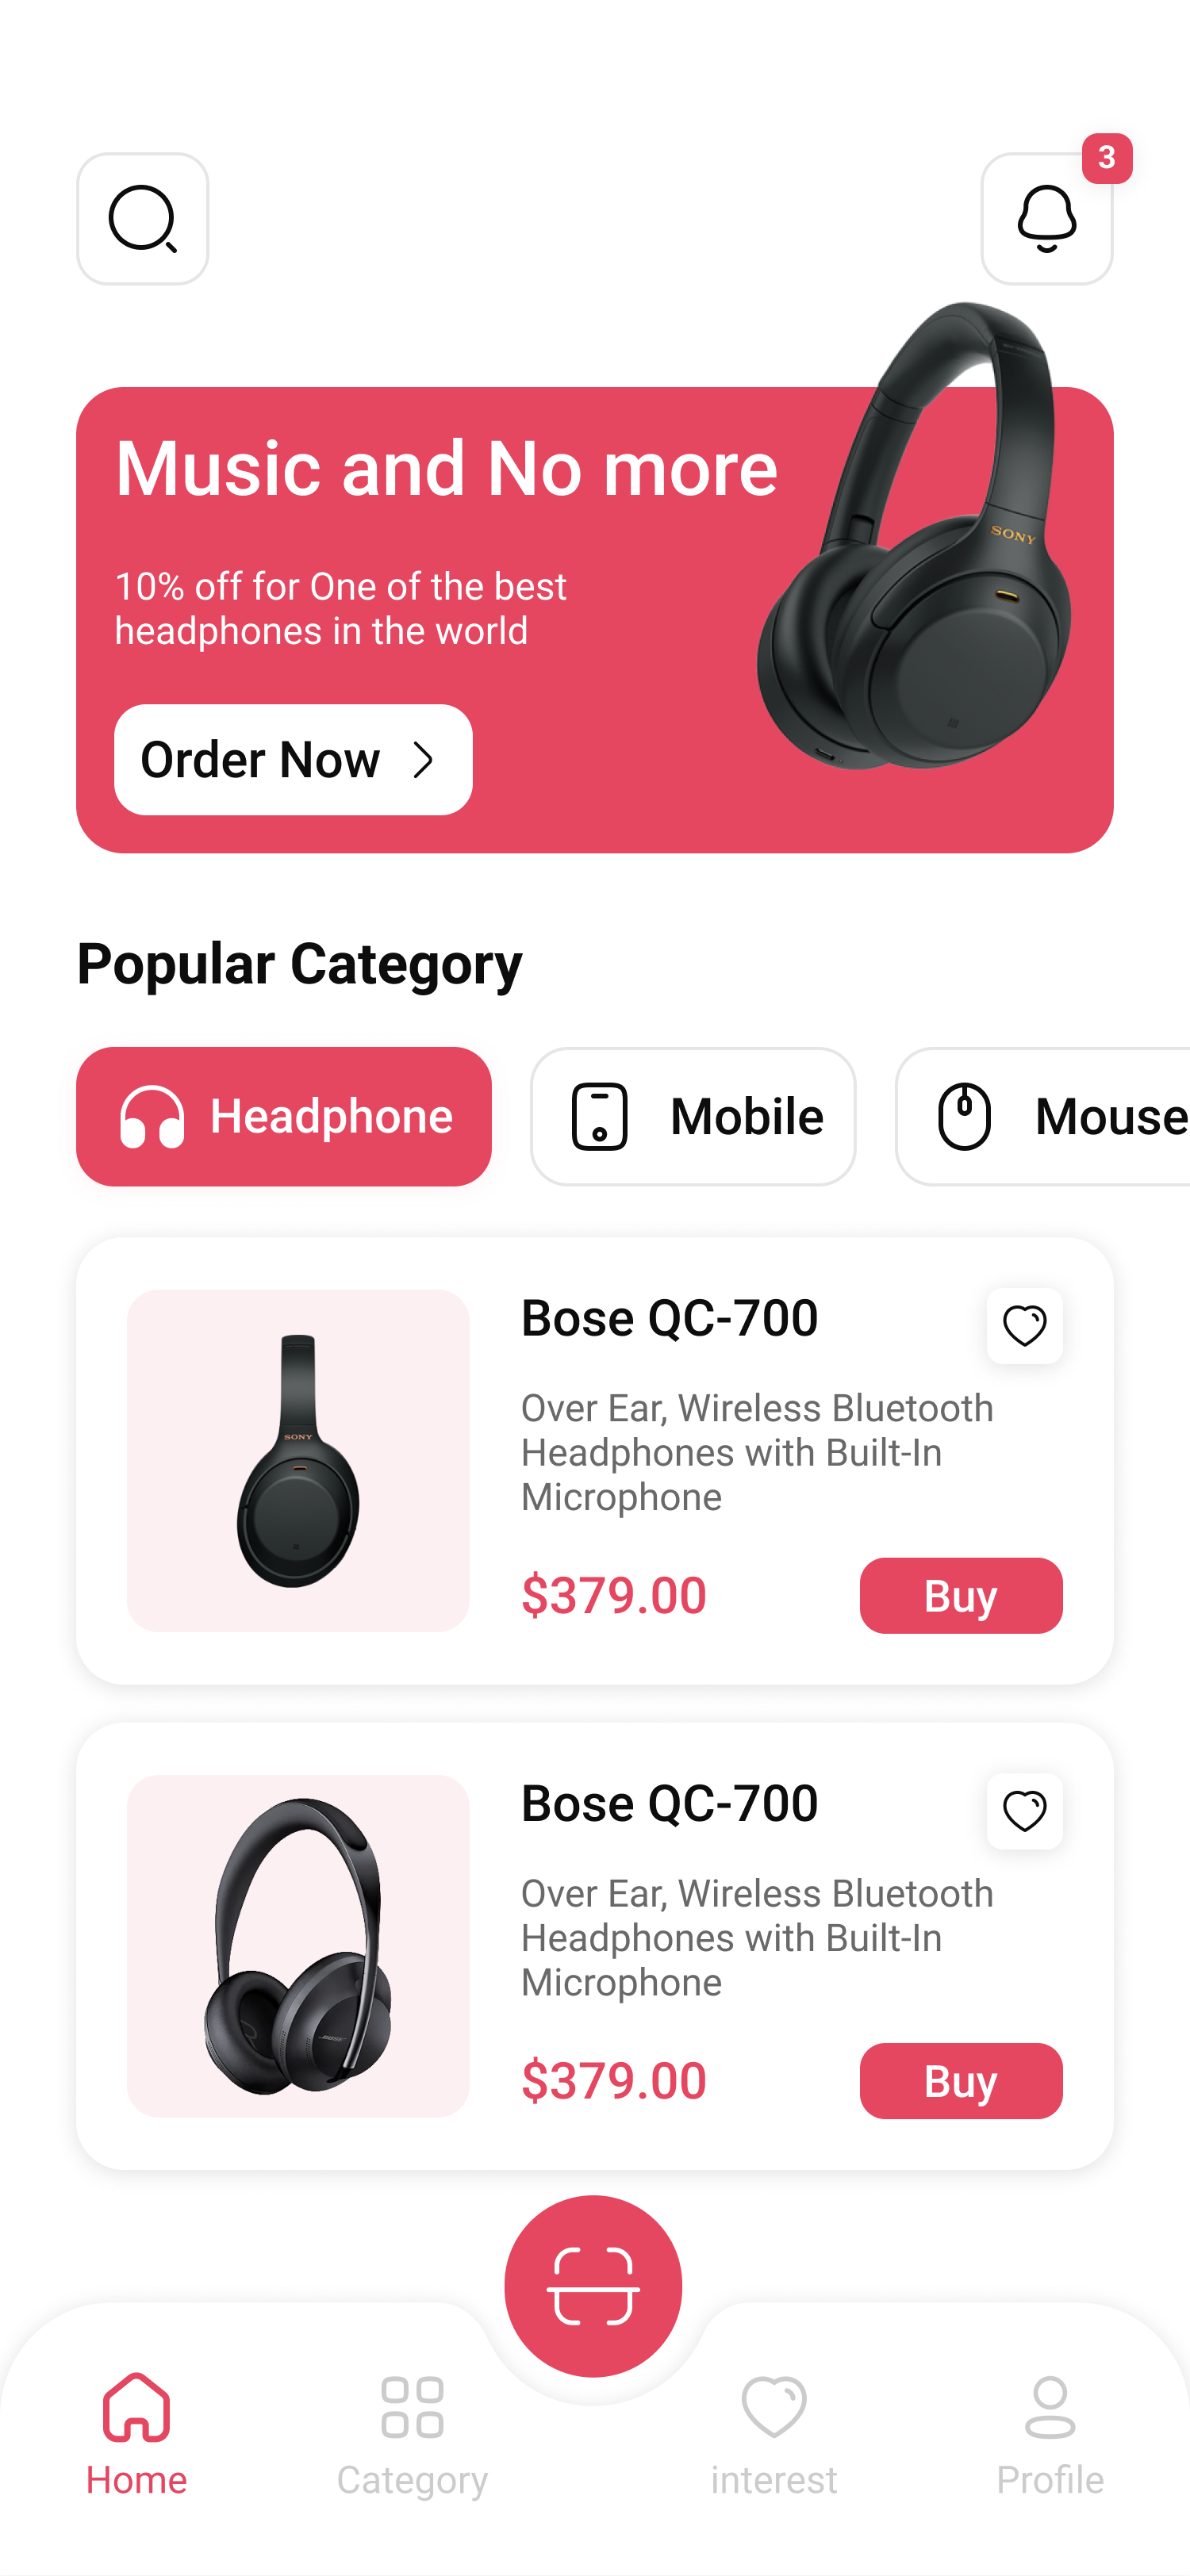 3
Music and No more
SONY
10% off for One of the best
headphones in the world
Order Now
Popular Category
Headphone
Mobile
Mouse
Bose QC-700
Over Ear, Wireless Bluetooth
Headphones with Built-In
Microphone
SONY
$379.00
Buy
Bose QC-700
Over Ear, Wireless Bluetooth
Headphones with Built-In
Microphone
BOSE
$379.00
Buy
Home
Category
interest
Profile